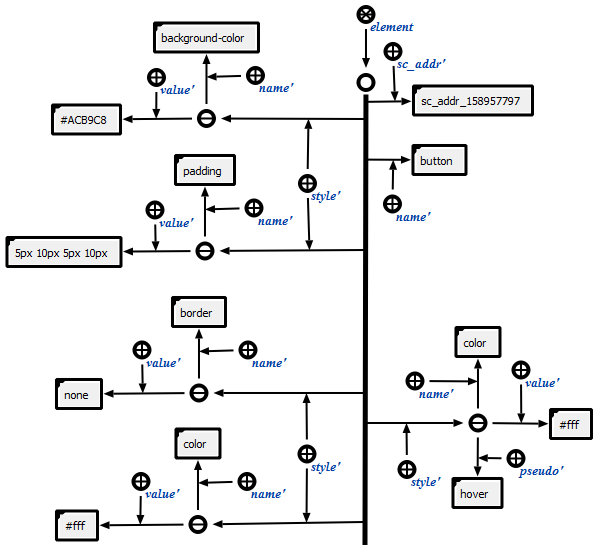 element
background-color
sc_addr′
value′
name′
#ACB9C8
sc_addr_158957797
button
padding
style′
name′
value′
name′
5px 10px 5px 10px
border
value′
name′
color
name′
value′
none
#fff
color
style′
style′
pseudo′
value′
name′
hover
#fff